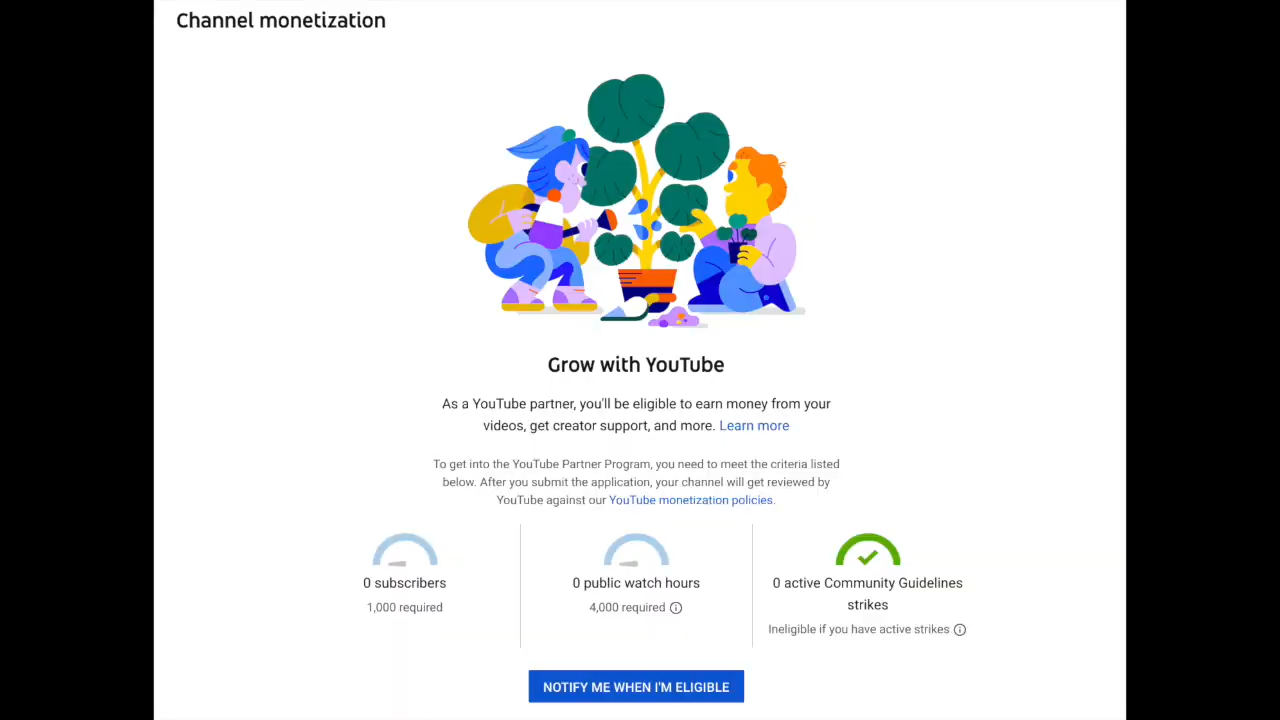 Channel monetization
Grow with YouTube
As a YouTube partner, you'll be eligible to earn money from your
videos, get creator support, and more. Learn more
To get into the YouTube Partner Program, you need to meet the criteria listed
below. After you submit the application, your channel will get reviewed by
YouTube against our YouTube monetization policies.
0 subscribers
1,000 required
0 public watch hours
4,000 required
0 active Community Guidelines
strikes
Ineligible if you have active strikes
NOTIFY ME WHEN I'M ELIGIBLE